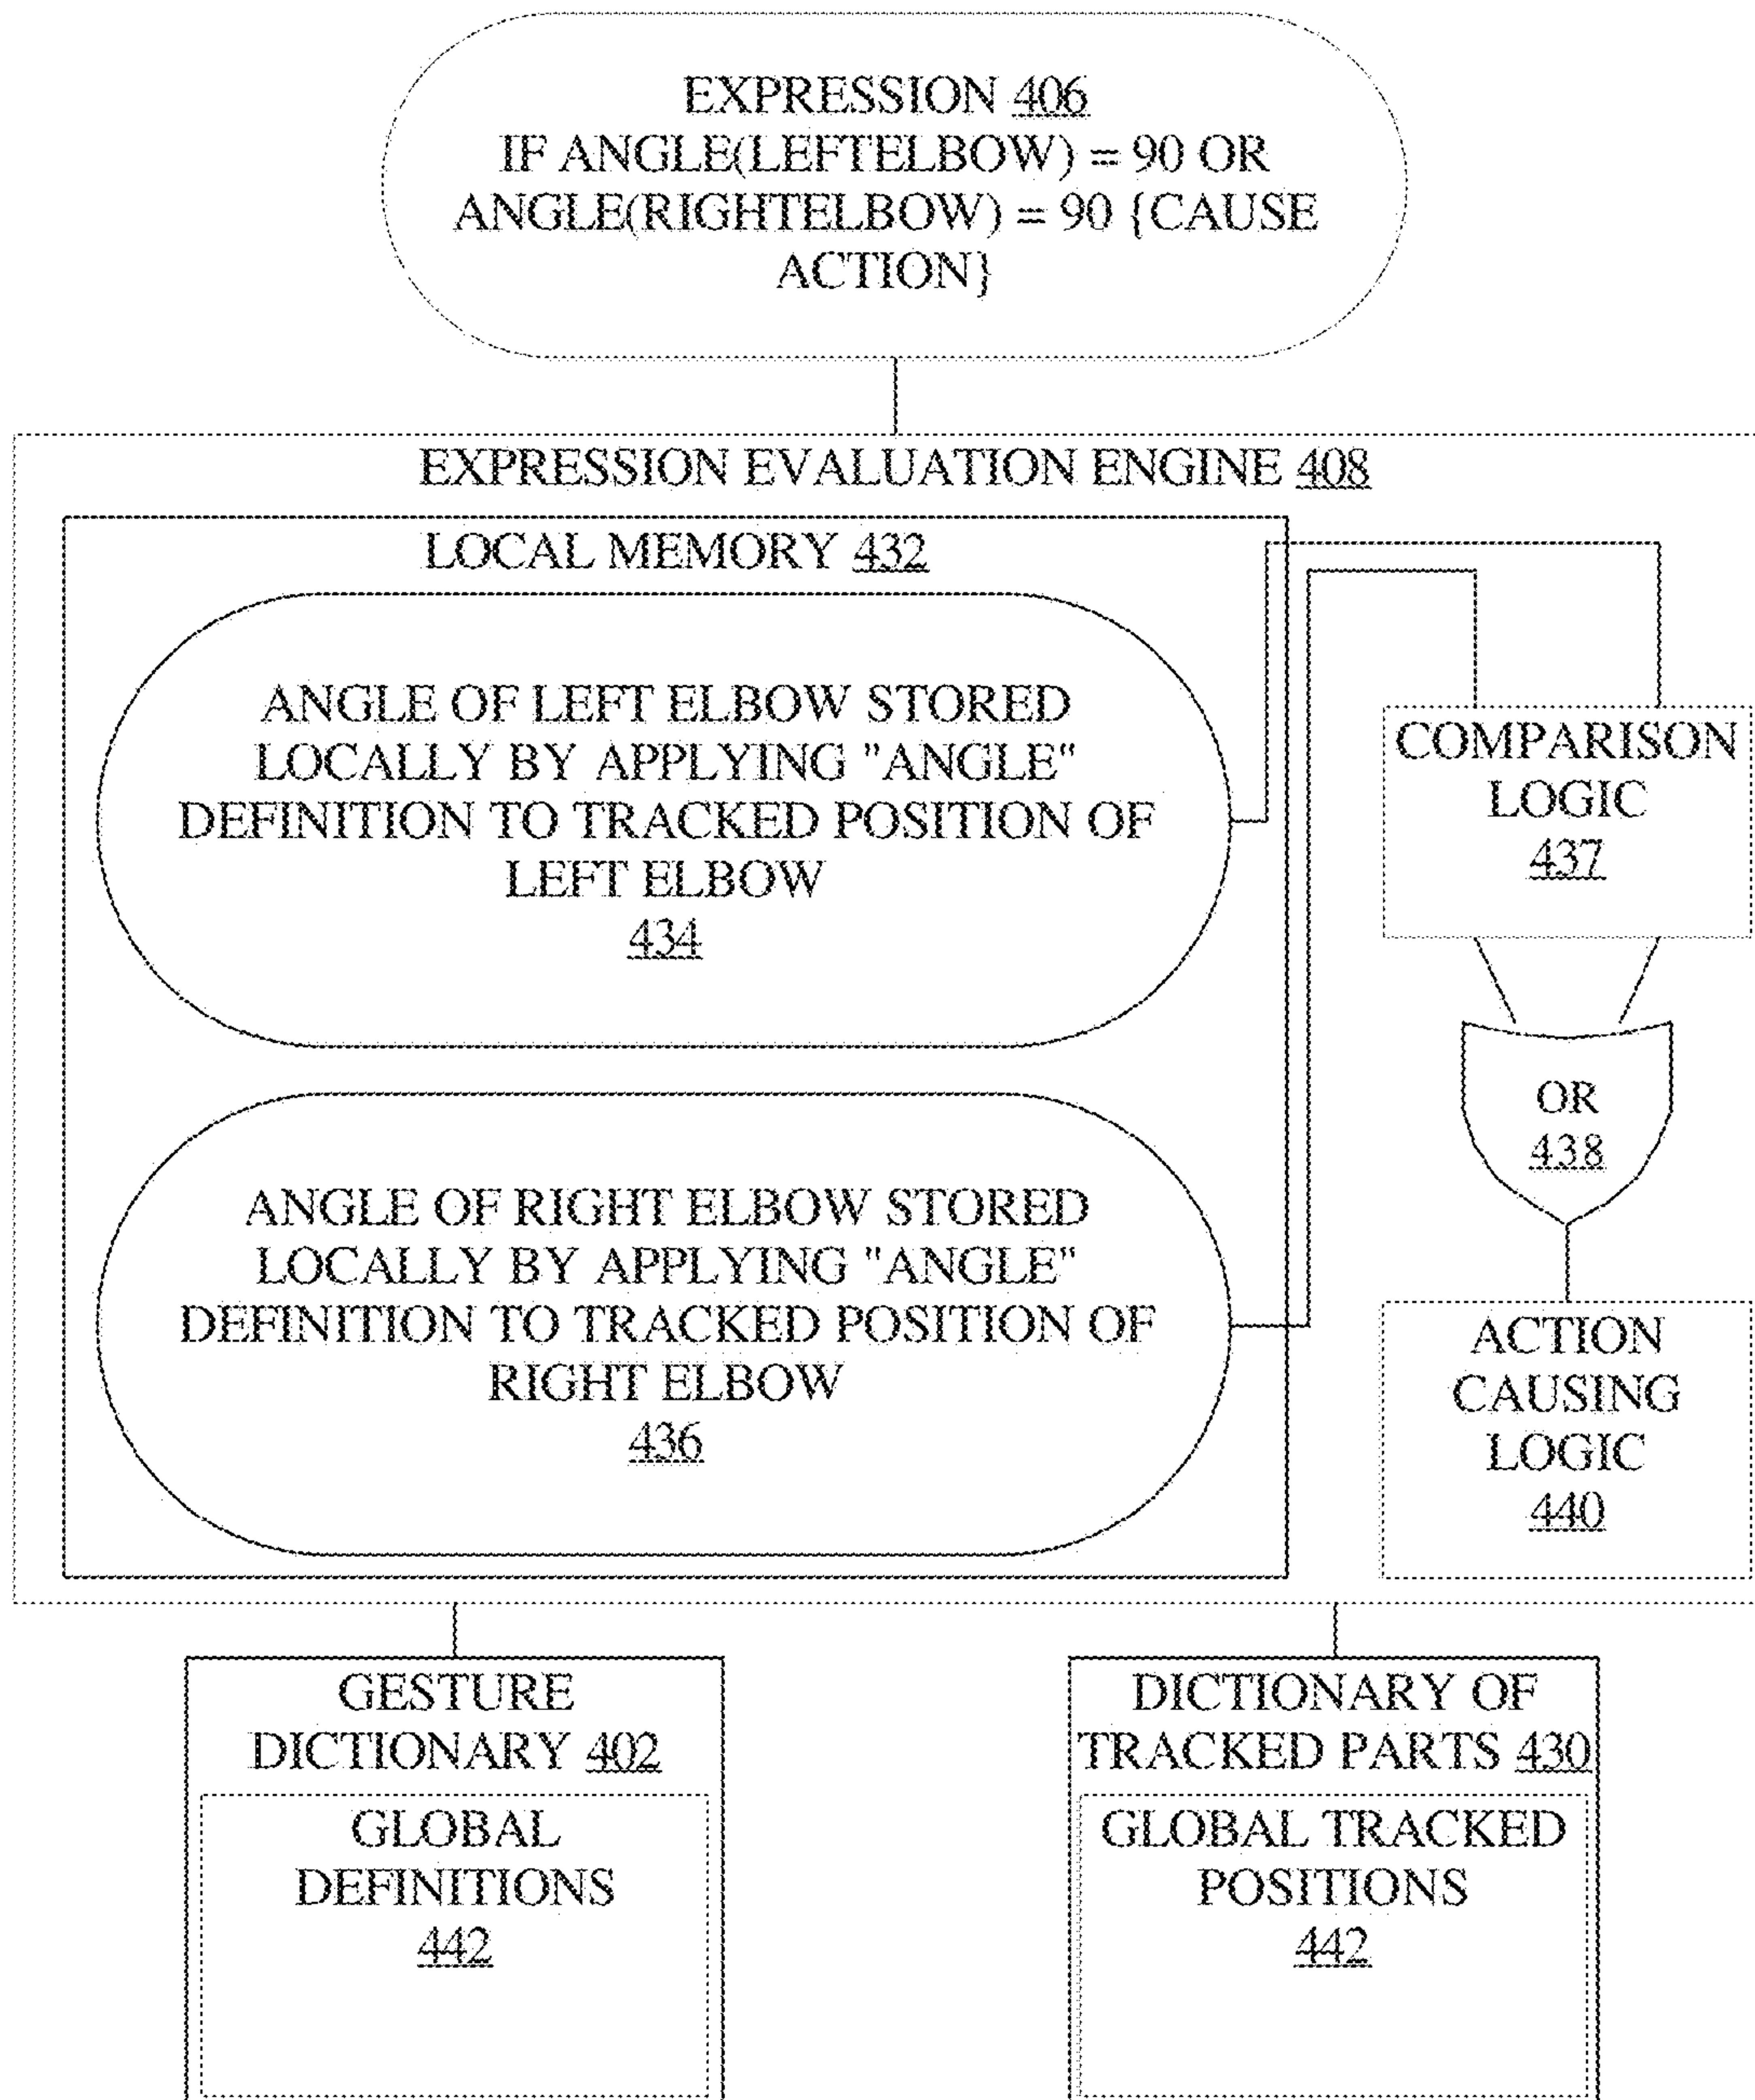 EXPRESSION 406
IF ANGLE(LEFTELBOW) = 90 OR
ANGLE(RIGHTELBOW) = 90 {CAUSE
ACTION}
EXPRESSION EVALUATION ENGINE 408
LOCAL MEMORY 432
ANGLE OF LEFT ELBOW STORED
LOCALLY BY APPLYING "ANGLE"
DEFINITION TO TRACKED POSITION OF
LEFT ELBOW
434
ANGLE OF RIGHT ELBOW STORED
LOCALLY BY APPLYING "ANGLE"
DEFINITION TO TRACKED POSITION OF
RIGHT ELBOW
436
COMPARISON
LOGIC
437
OR
438
ACTION
CAUSING
LOGIC
440
GESTURE
DICTIONARY 402
GLOBAL
DEFINITIONS
442
DICTIONARY OF
TRACKED PARTS 430
GLOBAL TRACKED
POSITIONS
442